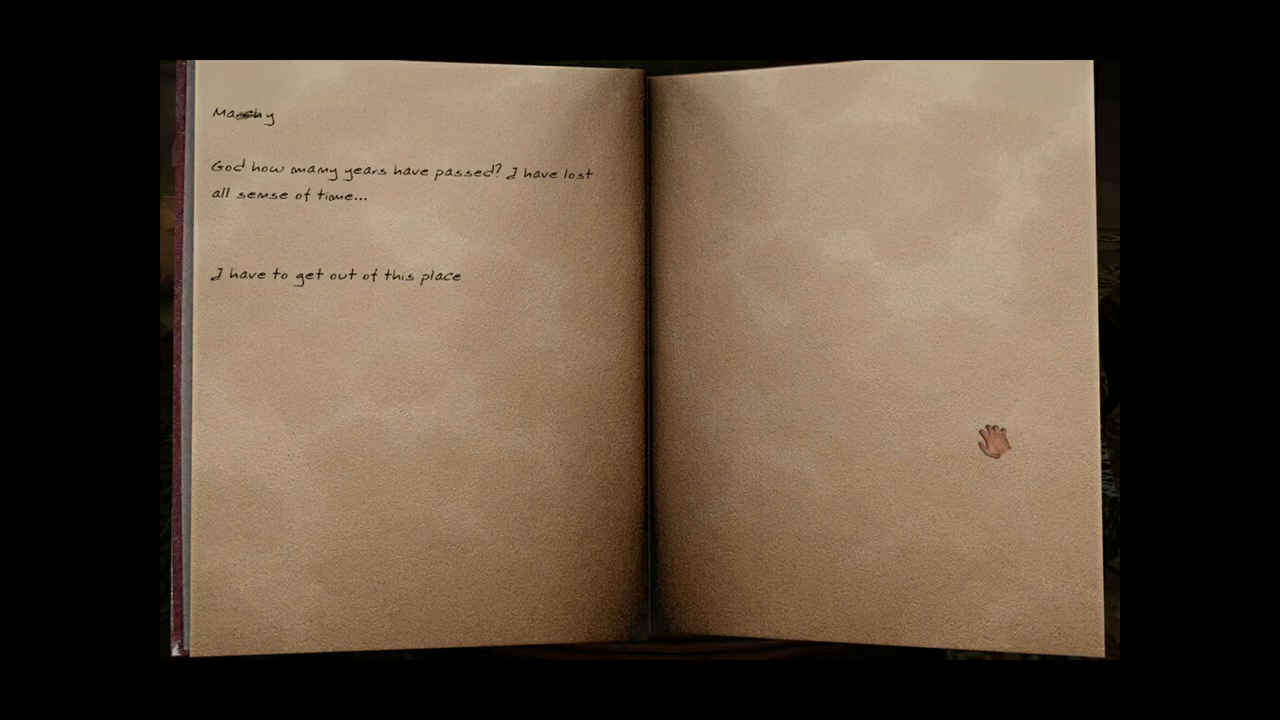 May
God how many years have passed? I have lost
all sense of time...
I have to get out of this place